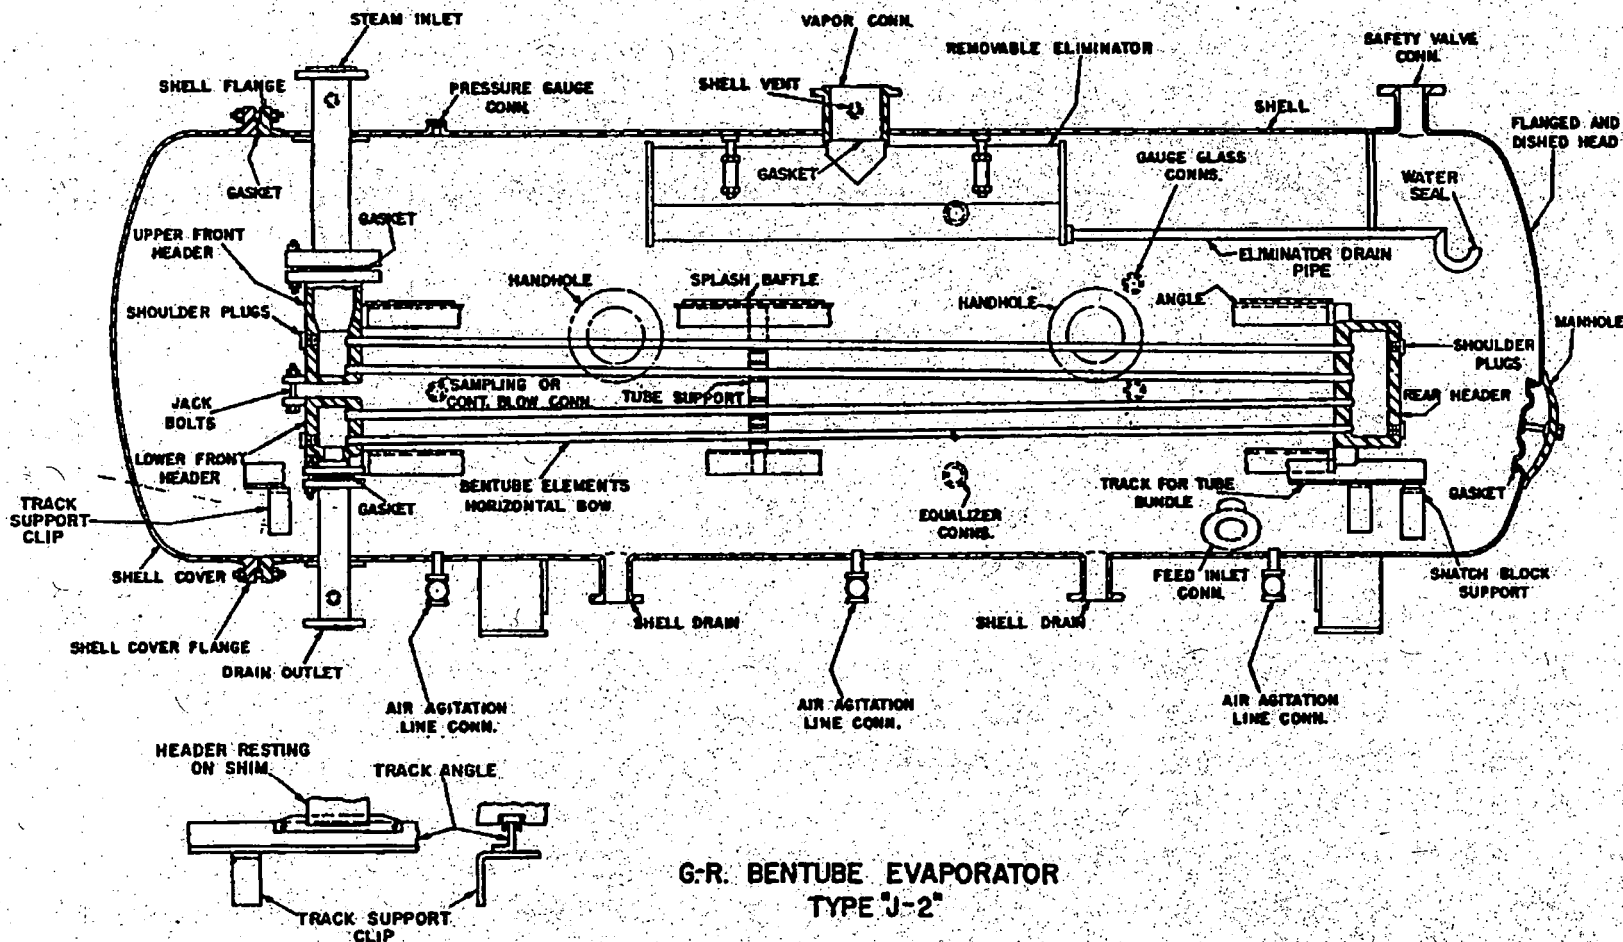 STEAM INLET
VAPOR CONN.
REMOVABLE ELIMINATOR
SAFETY VALVE
CONN.
SHELL FLANGE
PRESSURE GAUGE
CONN.
SHELL VENT
SHELL
FLANGED AND
DISHED HEAD
GASKET
GASKET
GAUGE GLASS
CONNS.
WATER
SEAL
GASKET
UPPER FRONT
HEADER
ELIMINATOR DRAIN
PIPE
HANDHOLE
SPLASH BAFFLE
HANDHOLE
ANGLE
SHOULDER PLUGS
MANHOLE
SHOULDER
PLUGS
SAMPLING OR
CONT. BLOW CONN.
TUBE SUPPORT
REAR HEADER
JACK
BOLTS
LOWER FRONT
HEADER
BENTUBE ELEMENTS
HORIZONTAL BOW
TRACK FOR TUBE
BUNDLE
GASKET
TRACK
SUPPORT
CLIP
GASKET
EQUALIZER
CONNS.
SHELL COVER
FEED INLET
CONN.
SNATCH BLOCK
SUPPORT
SHELL DRAIN
SHELL DRAIN
SHELL COVER FLANGE
DRAIN OUTLET
AIR AGITATION
LINE CONN.
AIR AGITATION
LINE CONN.
AIR AGITATION
LINE CONN.
HEADER RESTING
ON SHIM
TRACK ANGLE
TRACK SUPPORT
CLIP
G-R. BENTUBE EVAPORATOR
TYPE "J-2"